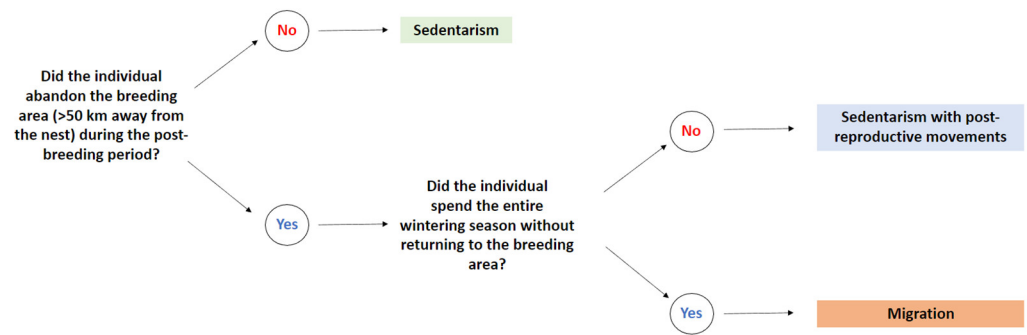 No
Sedentarism
Did the individual
abandon the breeding
area (>50 km away from
the nest) during the post-
breeding period?
No
Sedentarism with post-
reproductive movements
Did the individual
spend the entire
wintering season without
returning to the breeding
area?
Yes
Yes
Migration